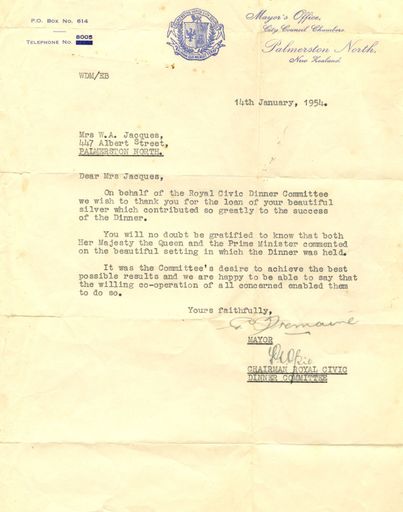 P.O. Box No. 614
Telephone No. 8005
Mayor's Office,
City Council Chambers.
Palmerston North,
New Zealand.
WDM/EB
14th January, 1954.
Mrs W.A. Jacques,
447 Albert Street,
PALMERSTON NORTH.
Dear Mrs Jacques,
On behalf of the Royal Civic Dinner Committee
we wish to thank you for the loan of your beautiful
silver which contributed so greatly to the success
of the Dinner.
You will no doubt be gratified to know that both
Her Majesty the Queen and the Prime Minister commented
on the beautiful setting in which the Dinner was held.
It was the Committee's desire to achieve the best
possible results and we are happy to be able to say that
the willing co-operation of all concerned enabled them
to do so.
Yours faithfully,
Tremaine
MAYOR
CHAIRMAN ROYAL CIVIC
DINNER COMMITTEE